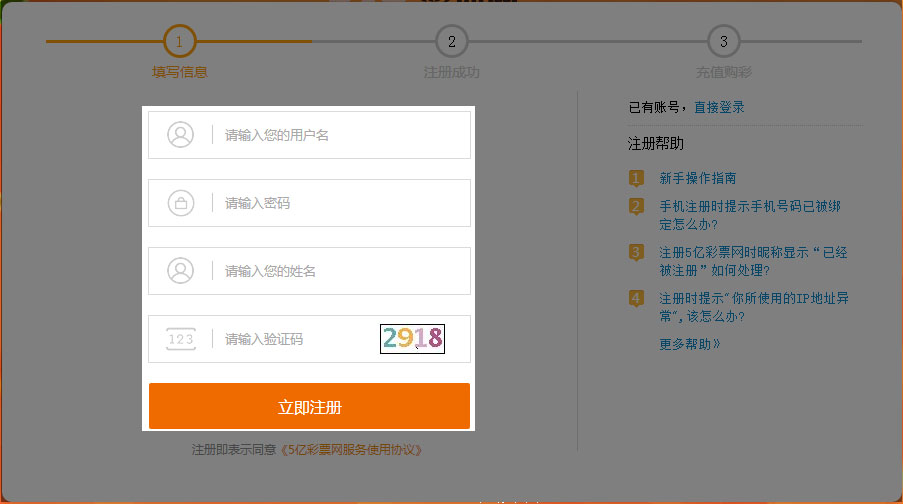 1
2
3
填写信息
注册成功
充值购彩
请输入您的用户名
请输入密码
请输入您的姓名
123
请输入验证码
2918
立即注册
注册即表示同意《5亿彩票网服务使用协议》
已有账号，直接登录
注册帮助
1 新手操作指南
2 手机注册时提示手机号码已被绑
定怎么办?
3 注册5亿彩票网时昵称显示“已经
被注册”如何处理?
4 注册时提示"你所使用的IP地址异
常",该怎么办?
更多帮助》